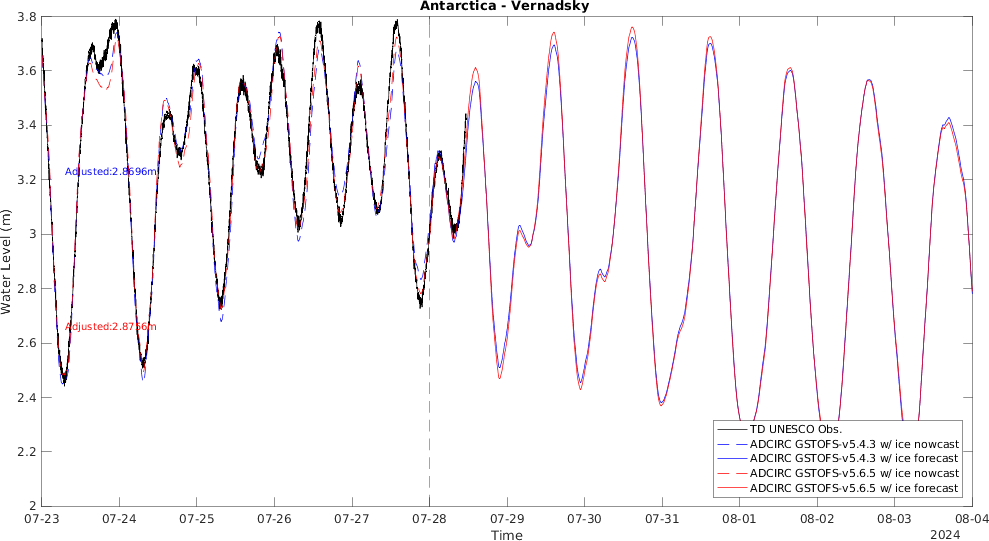 Antarctica - Vernadsky
3.8
3.6
3.4
3.2
3
2.8
2.6
2.4
2.2
2
Water Level (m)
Adjusted:2.8696m
Adjusted:2.8756m
TD UNESCO Obs.
ADCIRC GSTOFS-v5.4.3 w/ ice nowcast
ADCIRC GSTOFS-v5.4.3 w/ ice forecast
ADCIRC GSTOFS-v5.6.5 w/ ice nowcast
ADCIRC GSTOFS-v5.6.5 w/ ice forecast
07-23 07-24 07-25 07-26 07-27 07-28 07-29 07-30 07-31 08-01 08-02 08-03 08-04
Time
2024